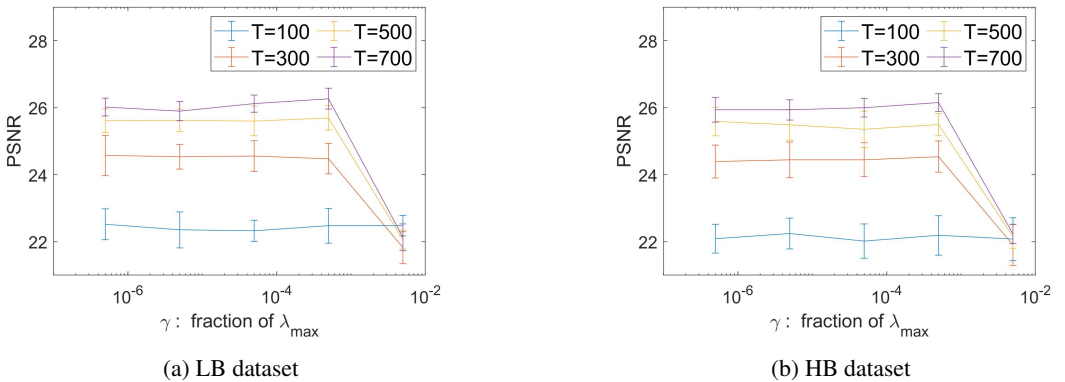 28
26
24
22
PSNR
T=100 T=500
T=300 T=700
10^-6 10^-4 10^-2
γ : fraction of λ_max
(a) LB dataset
28
26
24
22
PSNR
T=100 T=500
T=300 T=700
10^-6 10^-4 10^-2
γ : fraction of λ_max
(b) HB dataset